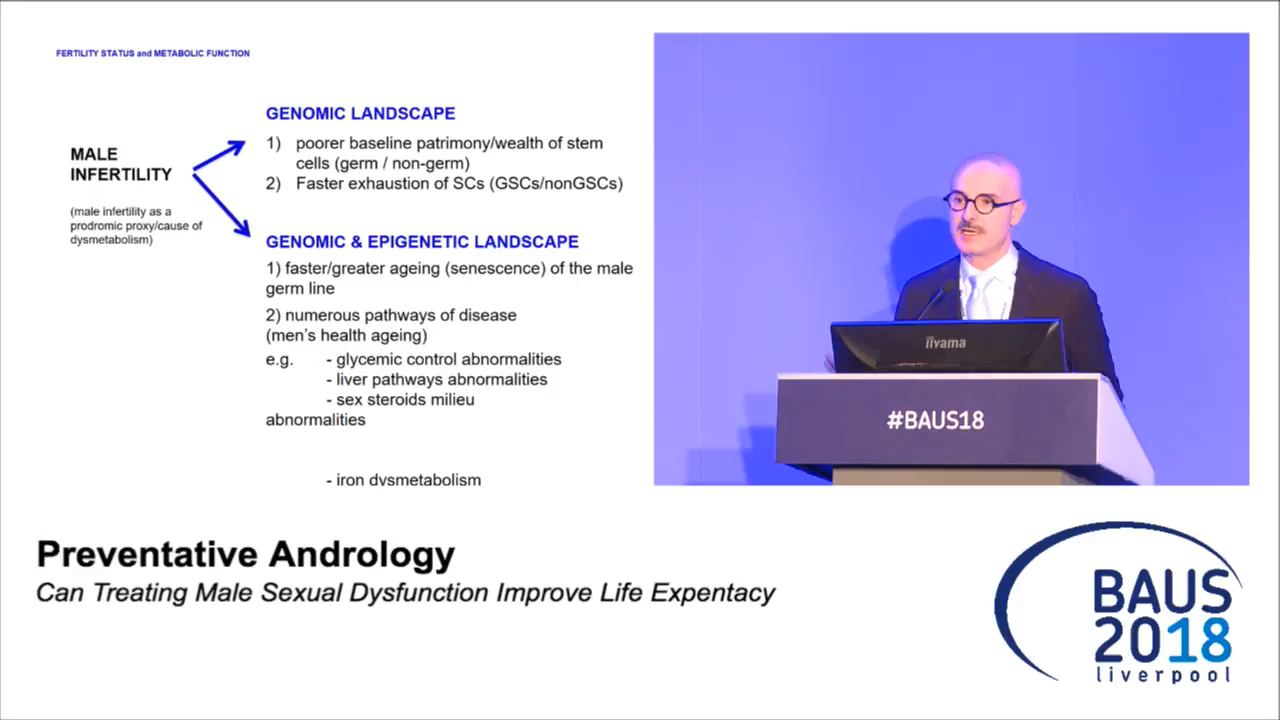 FERTILITY STATUS and METABOLIC FUNCTION
GENOMIC LANDSCAPE
MALE
INFERTILITY
1) poorer baseline patrimony/wealth of stem
cells (germ / non-germ)
2) Faster exhaustion of SCs (GSCs/nonGSCs)
(male infertility as a
prodromic proxy/cause of
dysmetabolism)
GENOMIC & EPIGENETIC LANDSCAPE
1) faster/greater ageing (senescence) of the male
germ line
2) numerous pathways of disease
(men's health ageing)
e.g. - glycemic control abnormalities
- liver pathways abnormalities
- sex steroids milieu
abnormalities
- iron dysmetabolism
iiyama
#BAUS18
Preventative Andrology
Can Treating Male Sexual Dysfunction Improve Life Expentacy
BAUS
2018
liverpool